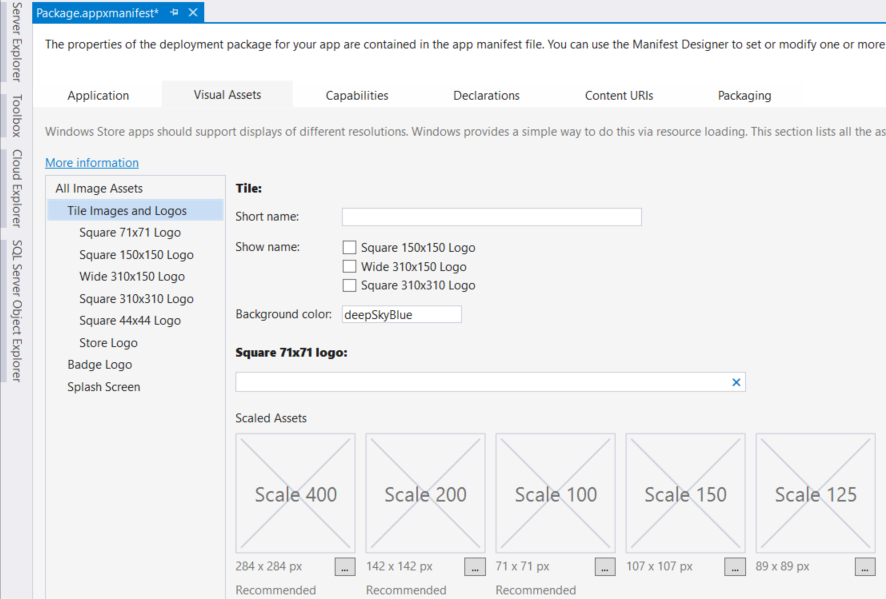 Package.appxmanifest*
Server Explorer
Toolbox
Cloud Explorer
SQL Server Object Explorer
The properties of the deployment package for your app are contained in the app manifest file. You can use the Manifest Designer to set or modify one or more
Application Visual Assets Capabilities Declarations Content URIs Packaging
Windows Store apps should support displays of different resolutions. Windows provides a simple way to do this via resource loading. This section lists all the as
More information
All Image Assets
Tile Images and Logos
Square 71x71 Logo
Square 150x150 Logo
Wide 310x150 Logo
Square 310x310 Logo
Square 44x44 Logo
Store Logo
Badge Logo
Splash Screen
Tile:
Short name:
Show name:
Square 150x150 Logo
Wide 310x150 Logo
Square 310x310 Logo
Background color: deepSkyBlue
Square 71x71 logo:
Scaled Assets
Scale 400 Scale 200 Scale 100 Scale 150 Scale 125
284 x 284 px ... 142 x 142 px ... 71 x 71 px ... 107 x 107 px ... 89 x 89 px ...
Recommended Recommended Recommended